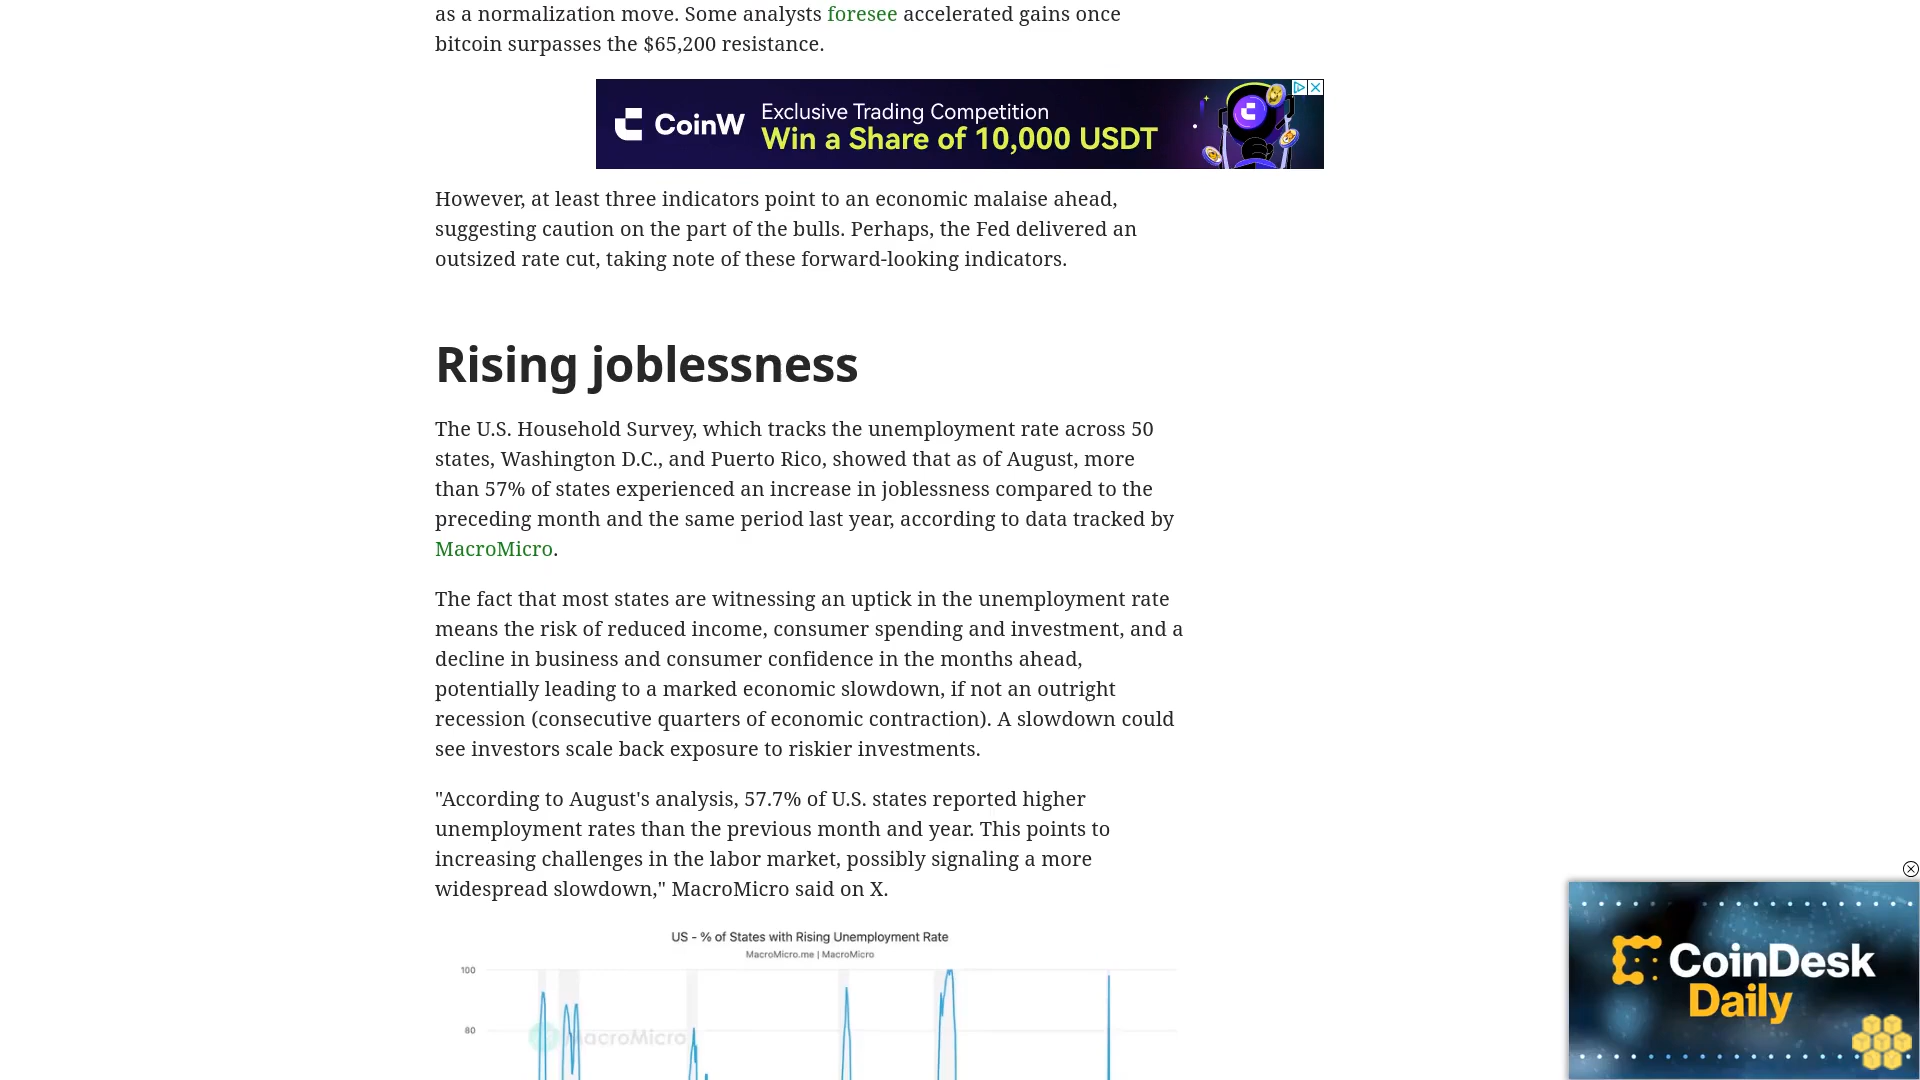 as a normalization move. Some analysts foresee accelerated gains once
bitcoin surpasses the $65,200 resistance.
CoinW
Exclusive Trading Competition
Win a Share of 10,000 USDT
However, at least three indicators point to an economic malaise ahead,
suggesting caution on the part of the bulls. Perhaps, the Fed delivered an
outsized rate cut, taking note of these forward-looking indicators.
Rising joblessness
The U.S. Household Survey, which tracks the unemployment rate across 50
states, Washington D.C., and Puerto Rico, showed that as of August, more
than 57% of states experienced an increase in joblessness compared to the
preceding month and the same period last year, according to data tracked by
MacroMicro.
The fact that most states are witnessing an uptick in the unemployment rate
means the risk of reduced income, consumer spending and investment, and a
decline in business and consumer confidence in the months ahead,
potentially leading to a marked economic slowdown, if not an outright
recession (consecutive quarters of economic contraction). A slowdown could
see investors scale back exposure to riskier investments.
"According to August's analysis, 57.7% of U.S. states reported higher
unemployment rates than the previous month and year. This points to
increasing challenges in the labor market, possibly signaling a more
widespread slowdown," MacroMicro said on X.
US - % of States with Rising Unemployment Rate
MacroMicro.me | MacroMicro
100
80
MacroMicro
CoinDesk
Daily